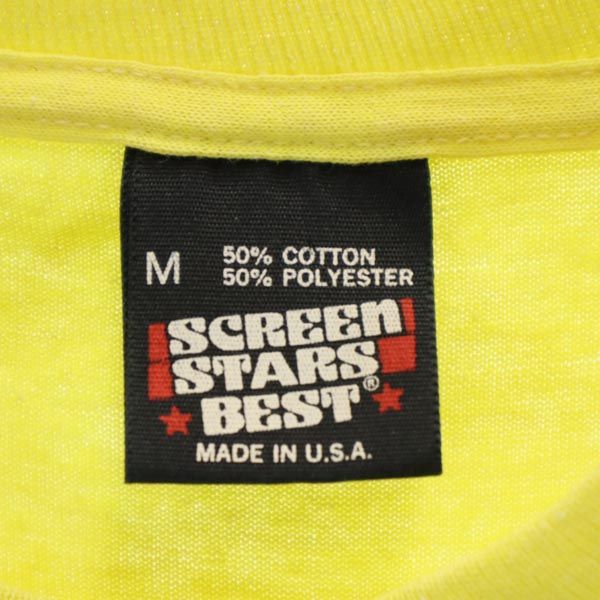 M
50% COTTON
50% POLYESTER
SCREEN
STARS
BEST®
MADE IN U.S.A.